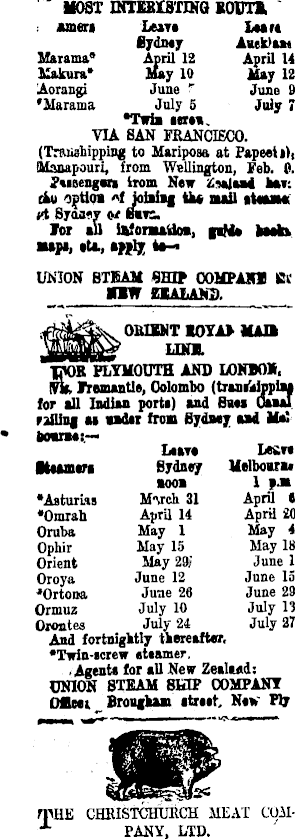 MOST INTERESTING ROUTE,
amers Leave Leave
Sydney Auckland
Marama* April 12 April 14
Makura* May 10 May 12
Aorangi June 7 June 9
*Marama July 5 July 7
*Twin screw.
VIA SAN FRANCISCO.
(Transhipping to Mariposa at Papeete),
Manapouri, from Wellington, Feb. 9.
Passengers from New Zealand have
the option of joining the mail steamer
at Sydney or Suva.
For all information, guide books
maps, etc., apply to—
UNION STEAM SHIP COMPANY OF
NEW ZEALAND.
ORIENT ROYAL MAIL
LINE.
FOR PLYMOUTH AND LONDON,
Via Fremantle, Colombo (transhipping
for all Indian ports) and Suez Canal
sailing as under from Sydney and Mel-
bourne:—
Leave Leave
Steamers Sydney Melbourne
noon 1 p.m
*Asturias March 31 April 6
*Omrah April 14 April 20
Oruba May 1 May 4
Ophir May 15 May 18
Orient May 29 June 1
Oroya June 12 June 15
*Ortona June 26 June 29
Ormuz July 10 July 13
Orontes July 24 July 27
And fortnightly thereafter.
*Twin-screw steamer.
Agents for all New Zealand:
UNION STEAM SHIP COMPANY
Offices, Brougham street, New Ply
THE CHRISTCHURCH MEAT COM-
PANY, LTD.